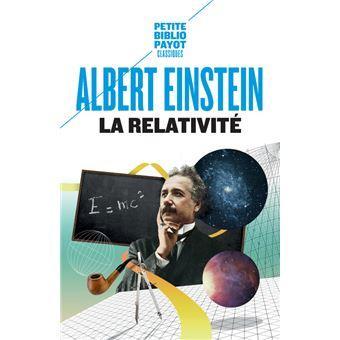 PETITE
BIBLIO
PAYOT
CLASSIQUES
ALBERT EINSTEIN
LA RELATIVITÉ
E=mc²